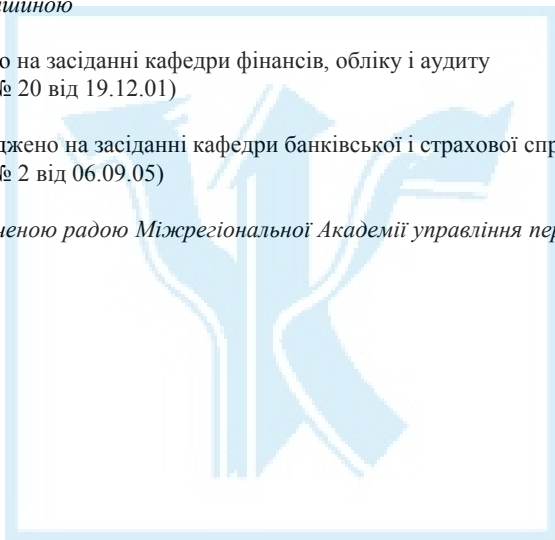 о на засіданні кафедри фінансів, обліку і аудиту
№ 20 від 19.12.01)
джено на засіданні кафедри банківської і страхової спр
№ 2 від 06.09.05)
ченою радою Міжрегіональної Академії управління пер